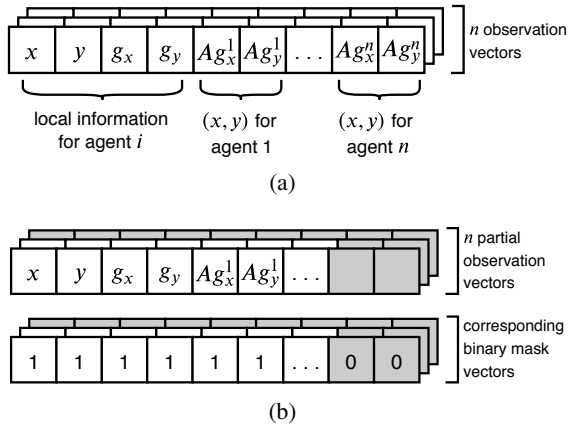 n observation
vectors
x y g_x g_y Ag_x^1 Ag_y^1 ... Ag_x^n Ag_y^n
local information
for agent i
(x, y) for
agent 1
(x, y) for
agent n
(a)
n partial
observation
vectors
x y g_x g_y Ag_x^1 Ag_y^1 ...
corresponding
binary mask
vectors
1 1 1 1 1 1 ... 0 0
(b)